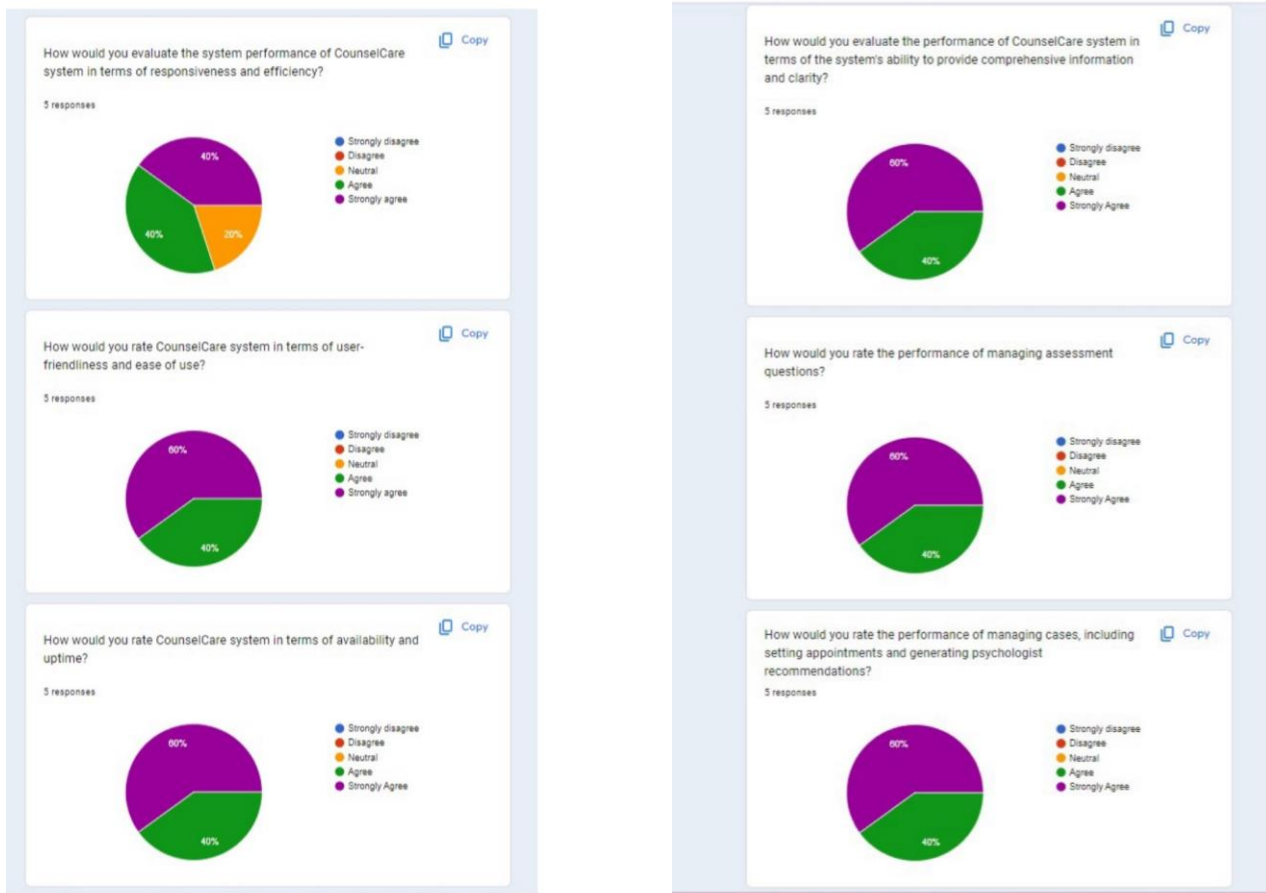 Copy
How would you evaluate the system performance of CounselCare
system in terms of responsiveness and efficiency?
5 responses
40%
40%
20%
Strongly disagree
Disagree
Neutral
Agree
Strongly agree
Copy
How would you rate CounselCare system in terms of user-
friendliness and ease of use?
5 responses
60%
40%
Strongly disagree
Disagree
Neutral
Agree
Strongly agree
Copy
How would you rate CounselCare system in terms of availability and
uptime?
5 responses
60%
40%
Strongly disagree
Disagree
Neutral
Agree
Strongly Agree
Copy
How would you evaluate the performance of CounselCare system in
terms of the system's ability to provide comprehensive information
and clarity?
5 responses
60%
40%
Strongly disagree
Disagree
Neutral
Agree
Strongly Agree
Copy
How would you rate the performance of managing assessment
questions?
5 responses
60%
40%
Strongly disagree
Disagree
Neutral
Agree
Strongly Agree
Copy
How would you rate the performance of managing cases, including
setting appointments and generating psychologist
recommendations?
5 responses
60%
40%
Strongly disagree
Disagree
Neutral
Agree
Strongly Agree